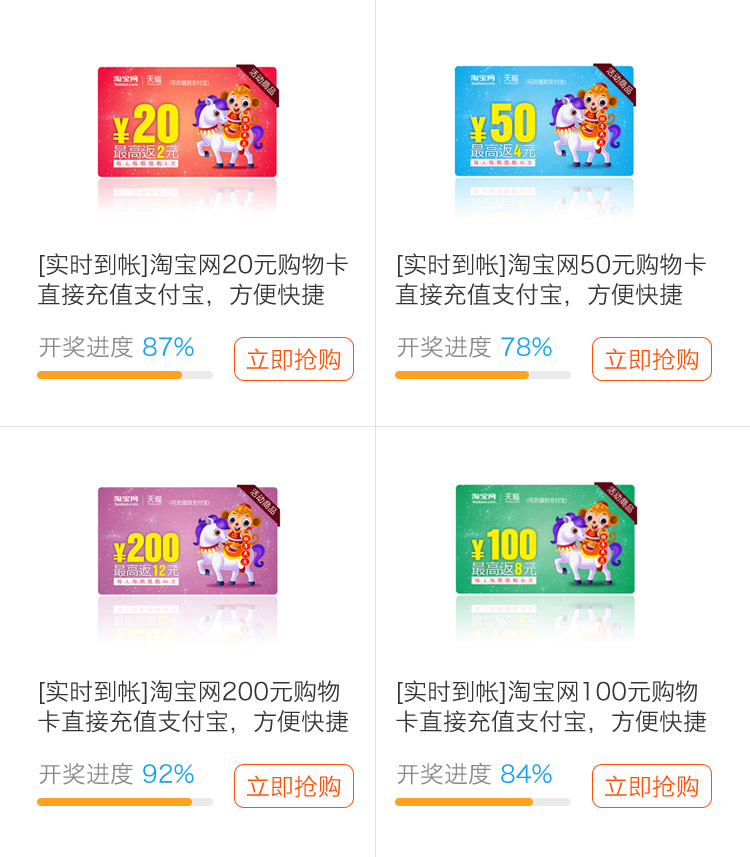 淘宝网 天猫 (可充值到支付宝)
Taobao.com
活动商品
¥20
最高返2元
[实时到帐]淘宝网20元购物卡
直接充值支付宝，方便快捷
开奖进度 87%
立即抢购
淘宝网 天猫 (可充值到支付宝)
Taobao.com
活动商品
¥50
最高返4元
[实时到帐]淘宝网50元购物卡
直接充值支付宝，方便快捷
开奖进度 78%
立即抢购
淘宝网 天猫 (可充值到支付宝)
Taobao.com
活动商品
¥200
最高返12元
[实时到帐]淘宝网200元购物
卡直接充值支付宝，方便快捷
开奖进度 92%
立即抢购
淘宝网 天猫 (可充值到支付宝)
Taobao.com
活动商品
¥100
最高返8元
[实时到帐]淘宝网100元购物
卡直接充值支付宝，方便快捷
开奖进度 84%
立即抢购